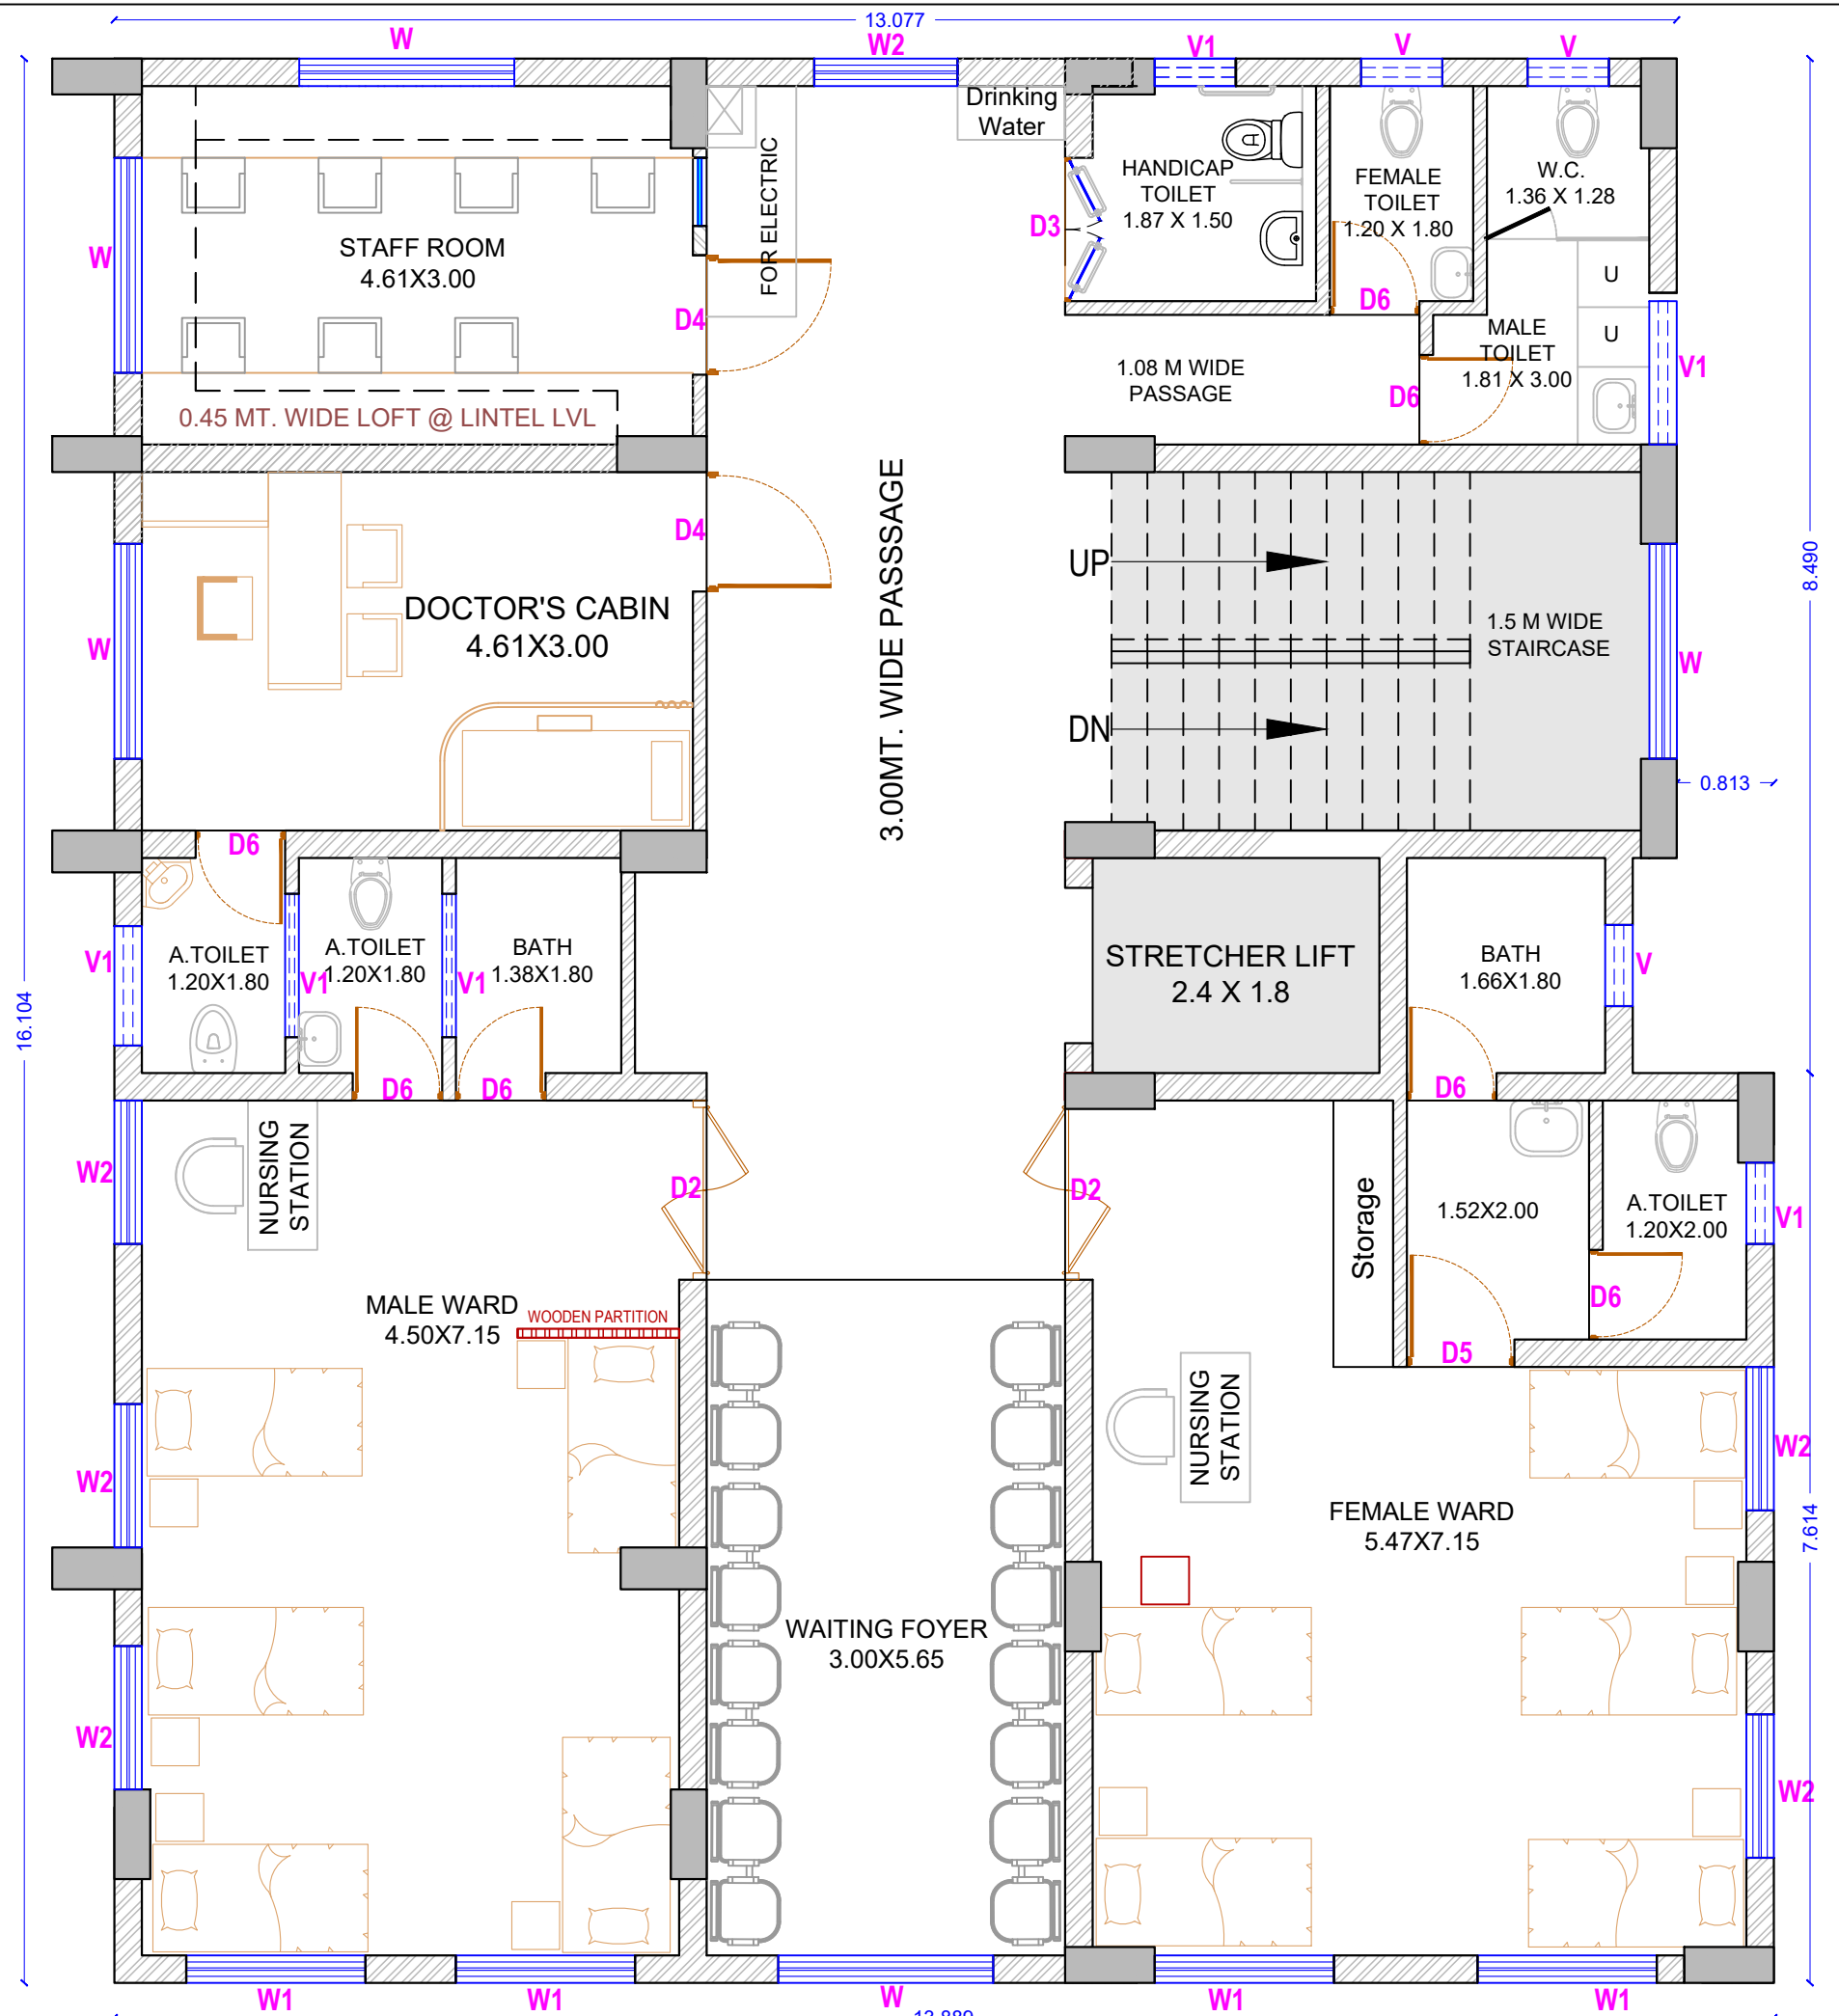 13.077
W
W2
V1
V
V
Drinking
Water
FOR ELECTRIC
HANDICAP
TOILET
1.87 X 1.50
FEMALE
TOILET
1.20 X 1.80
W.C.
1.36 X 1.28
D3
W
STAFF ROOM
4.61X3.00
D4
D6
U
U
MALE
TOILET
1.81 X 3.00
V1
1.08 M WIDE
PASSAGE
D6
0.45 MT. WIDE LOFT @ LINTEL LVL
3.00MT. WIDE PASSSAGE
D4
UP
8.490
DOCTOR'S CABIN
4.61X3.00
W
1.5 M WIDE
STAIRCASE
W
DN
0.813
D6
A.TOILET
1.20X1.80
V1
V1
A.TOILET
1.20X1.80
V1
BATH
1.38X1.80
STRETCHER LIFT
2.4 X 1.8
BATH
1.66X1.80
V
16.104
D6
D6
D6
NURSING
STATION
W2
D2
D2
Storage
1.52X2.00
A.TOILET
1.20X2.00
V1
D6
MALE WARD
4.50X7.15
WOODEN PARTITION
D5
NURSING
STATION
W2
W2
FEMALE WARD
5.47X7.15
7.614
WAITING FOYER
3.00X5.65
W2
W2
W1
W1
W
W1
W1
13.889